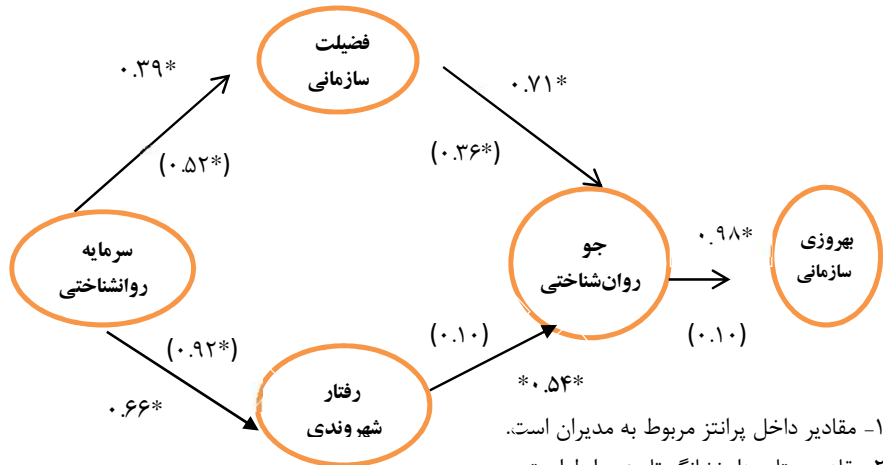 فضیلت
سازمانی
۰.۳۹*
۰.۷۱*
(۰.۵۲*)
(۰.۳۶*)
سرمایه
روانشناختی
جو
روان‌شناختی
۰.۹۸*
بهروزی
سازمانی
(۰.۹۲*)
(۰.۱۰)
(۰.۱۰)
۰.۶۶*
رفتار
شهروندی
*۰.۵۴*
۱- مقادیر داخل پرانتز مربوط به مدیران است.